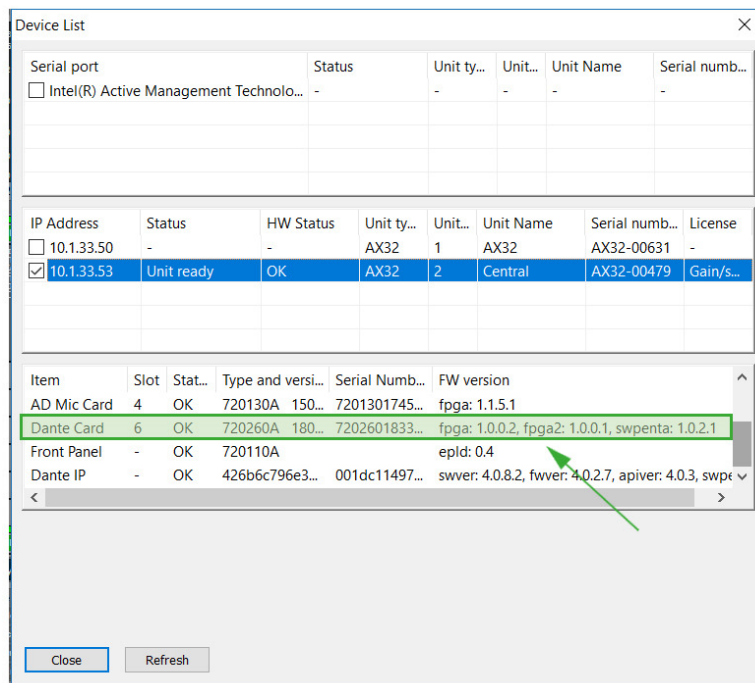 Device List
Serial port Status Unit ty... Unit... Unit Name Serial numb...
Intel(R) Active Management Technolo... - - - - -
IP Address Status HW Status Unit ty... Unit... Unit Name Serial numb... License
10.1.33.50 - - AX32 1 AX32 AX32-00631 -
10.1.33.53 Unit ready OK AX32 2 Central AX32-00479 Gain/s...
Item Slot Stat... Type and versi... Serial Numb... FW version
AD Mic Card 4 OK 720130A 150... 7201301745... fpga: 1.1.5.1
Dante Card 6 OK 720260A 180... 7202601833... fpga: 1.0.0.2, fpga2: 1.0.0.1, swpenta: 1.0.2.1
Front Panel - OK 720110A epld: 0.4
Dante IP - OK 426b6c796e3... 001dc11497... swver: 4.0.8.2, fwver: 4.0.2.7, apiver: 4.0.3, swpe
Close Refresh